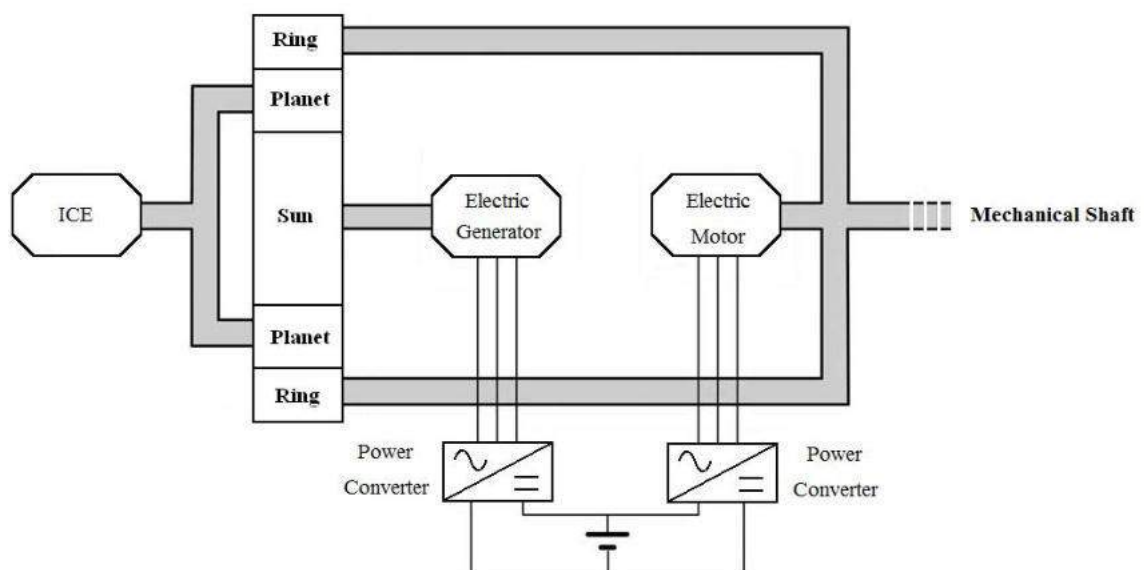 Ring
Planet
ICE
Sun
Electric
Generator
Electric
Motor
Mechanical Shaft
Planet
Ring
Power
Converter
Power
Converter